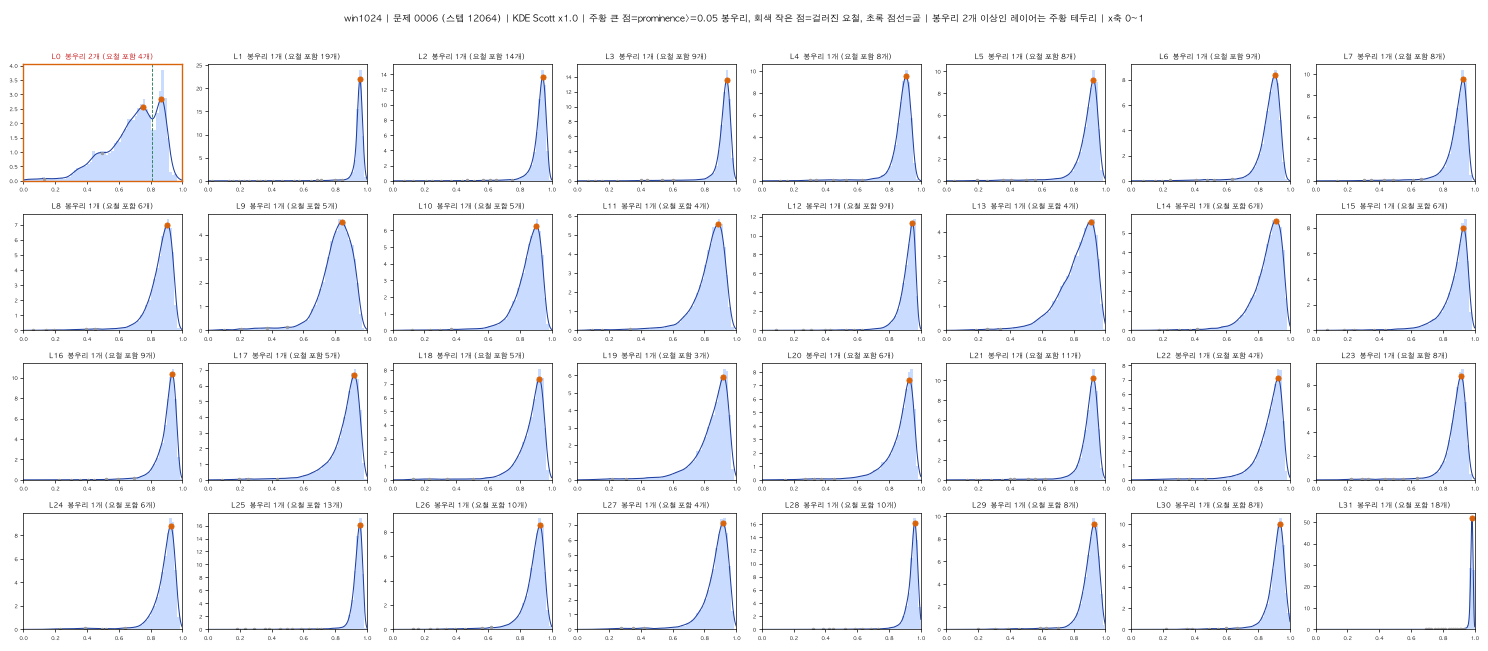 win1024 | 문제 0006 (스텝 12064) | KDE Scott x1.0 | 주황 큰 점=prominence>=0.05 봉우리, 회색 작은 점=걸러진 요철, 초록 점선=골 | 봉우리 2개 이상인 레이어는 주황 테두리 | x축 0~1
L0 봉우리 2개 (요철 포함 4개)
L1 봉우리 1개 (요철 포함 19개)
L2 봉우리 1개 (요철 포함 14개)
L3 봉우리 1개 (요철 포함 9개)
L4 봉우리 1개 (요철 포함 8개)
L5 봉우리 1개 (요철 포함 8개)
L6 봉우리 1개 (요철 포함 9개)
L7 봉우리 1개 (요철 포함 8개)
L8 봉우리 1개 (요철 포함 6개)
L9 봉우리 1개 (요철 포함 5개)
L10 봉우리 1개 (요철 포함 5개)
L11 봉우리 1개 (요철 포함 4개)
L12 봉우리 1개 (요철 포함 9개)
L13 봉우리 1개 (요철 포함 4개)
L14 봉우리 1개 (요철 포함 6개)
L15 봉우리 1개 (요철 포함 6개)
L16 봉우리 1개 (요철 포함 9개)
L17 봉우리 1개 (요철 포함 5개)
L18 봉우리 1개 (요철 포함 5개)
L19 봉우리 1개 (요철 포함 3개)
L20 봉우리 1개 (요철 포함 6개)
L21 봉우리 1개 (요철 포함 11개)
L22 봉우리 1개 (요철 포함 4개)
L23 봉우리 1개 (요철 포함 8개)
L24 봉우리 1개 (요철 포함 6개)
L25 봉우리 1개 (요철 포함 13개)
L26 봉우리 1개 (요철 포함 10개)
L27 봉우리 1개 (요철 포함 4개)
L28 봉우리 1개 (요철 포함 10개)
L29 봉우리 1개 (요철 포함 8개)
L30 봉우리 1개 (요철 포함 8개)
L31 봉우리 1개 (요철 포함 18개)